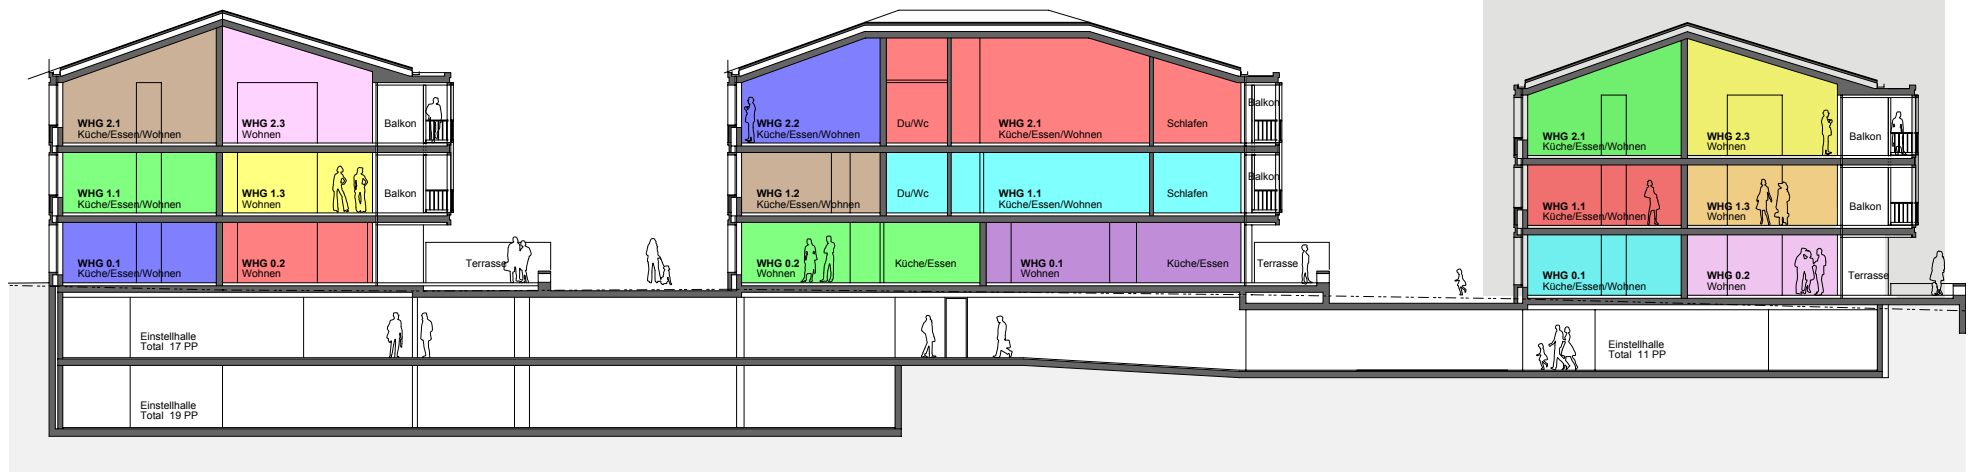 WHG 2.1
Küche/Essen/Wohnen
WHG 2.3
Wohnen
Balkon
WHG 1.1
Küche/Essen/Wohnen
WHG 1.3
Wohnen
Balkon
WHG 0.1
Küche/Essen/Wohnen
WHG 0.2
Wohnen
Terrasse
WHG 2.2
Küche/Essen/Wohnen
Du/Wc
WHG 2.1
Küche/Essen/Wohnen
Schlafen
Balkon
WHG 1.2
Küche/Essen/Wohnen
Du/Wc
WHG 1.1
Küche/Essen/Wohnen
Schlafen
Balkon
WHG 0.2
Wohnen
Küche/Essen
WHG 0.1
Wohnen
Küche/Essen
Terrasse
WHG 2.1
Küche/Essen/Wohnen
WHG 2.3
Wohnen
Balkon
WHG 1.1
Küche/Essen/Wohnen
WHG 1.3
Wohnen
Balkon
WHG 0.1
Küche/Essen/Wohnen
WHG 0.2
Wohnen
Terrasse
Einstellhalle
Total 17 PP
Einstellhalle
Total 11 PP
Einstellhalle
Total 19 PP